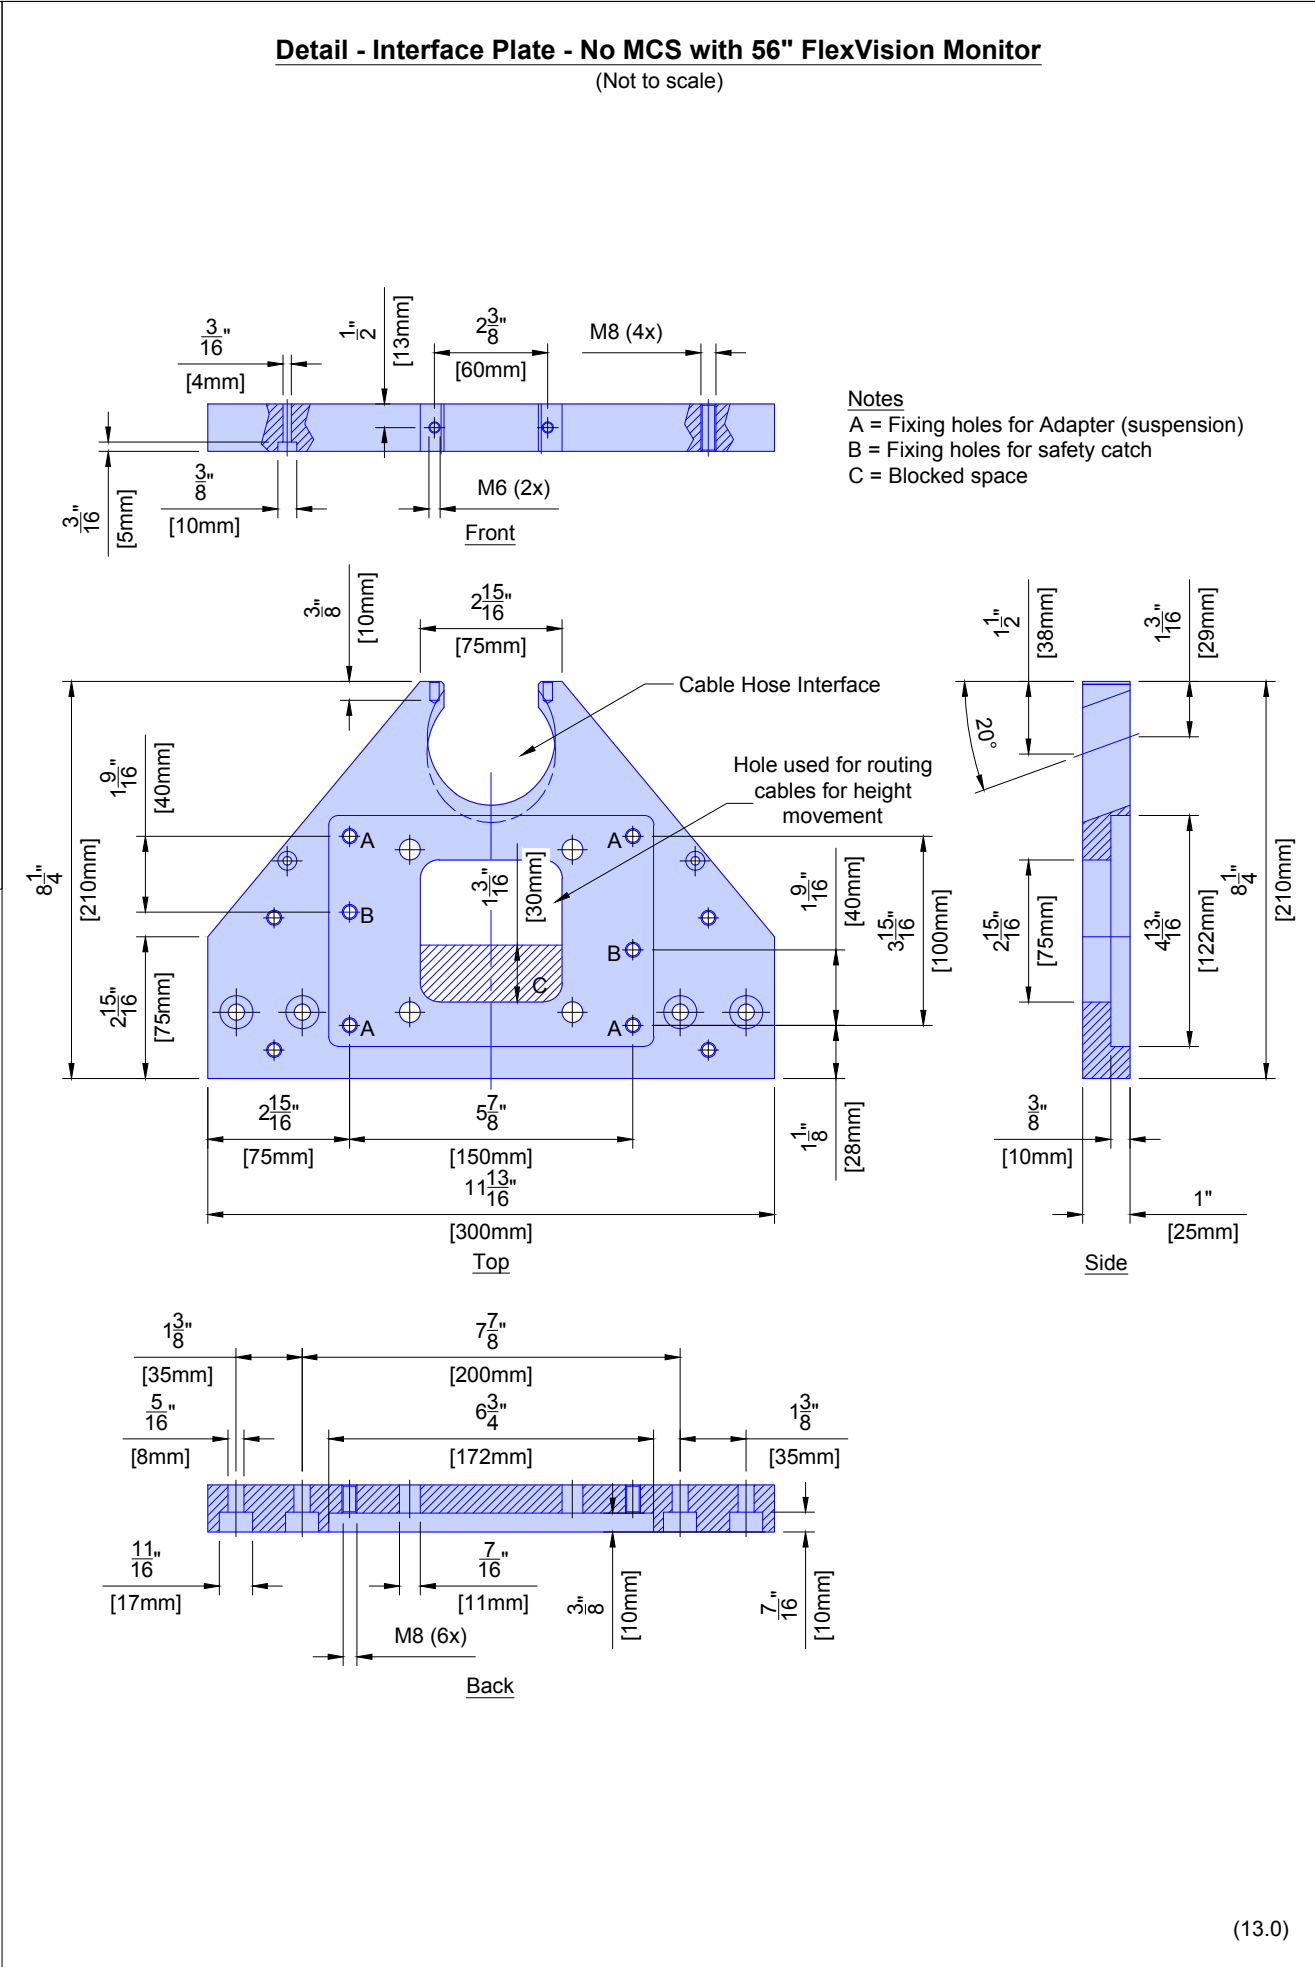 Detail - Interface Plate - No MCS with 56" FlexVision Monitor
(Not to scale)
3/16"
[4mm]
1/2"
[13mm]
2 3/8"
[60mm]
M8 (4x)
3/16"
[5mm]
3/8"
[10mm]
M6 (2x)
Front
Notes
A = Fixing holes for Adapter (suspension)
B = Fixing holes for safety catch
C = Blocked space
3/8"
[10mm]
2 15/16"
[75mm]
Cable Hose Interface
Hole used for routing
cables for height
movement
1 9/16"
[40mm]
8 1/4"
[210mm]
2 15/16"
[75mm]
A
A
B
B
A
A
C
1 3/16"
[30mm]
1 9/16"
[40mm]
3 15/16"
[100mm]
1 1/8"
[28mm]
2 15/16"
[75mm]
5 7/8"
[150mm]
11 13/16"
[300mm]
Top
1 1/2"
[38mm]
1 3/16"
[29mm]
20°
2 15/16"
[75mm]
4 13/16"
[122mm]
8 1/4"
[210mm]
3/8"
[10mm]
1"
[25mm]
Side
1 3/8"
[35mm]
7 7/8"
[200mm]
5/16"
[8mm]
6 3/4"
[172mm]
1 3/8"
[35mm]
11/16"
[17mm]
7/16"
[11mm]
3/8"
[10mm]
7/16"
[10mm]
M8 (6x)
Back
(13.0)